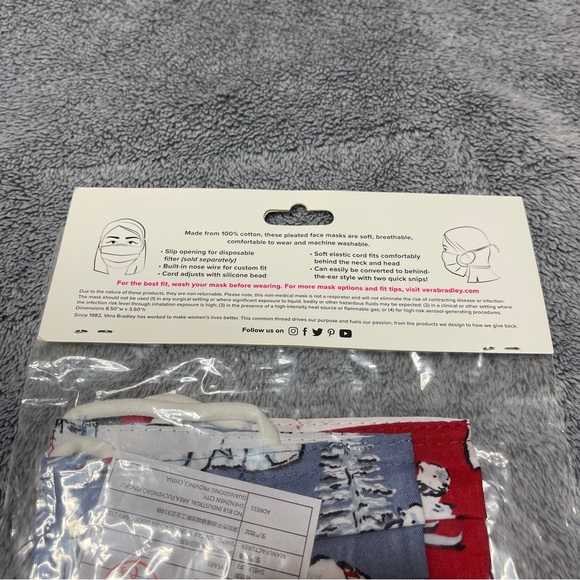 Made from 100% cotton, these pleated face masks are soft, breathable,
comfortable to wear and machine washable.
• Slip opening for disposable
filter (sold separately)
• Built-in nose wire for custom fit
• Cord adjusts with silicone bead
• Soft elastic cord fits comfortably
behind the neck and head
• Can easily be converted to behind-
the-ear style with two quick snips!
For the best fit, wash your mask before wearing. For more mask options and fit tips, visit verabradley.com
Due to the nature of these products, they are non-returnable. Please note, this non-medical mask is not a respirator and will not eliminate the risk of contracting disease or infection.
The mask should not be used (1) in any surgical setting or where significant exposure to liquid, bodily or other hazardous fluids may be expected; (2) in a clinical or other setting where
the infection risk level through inhalation exposure is high; (3) in the presence of a high-intensity heat source or flammable gas; or (4) for high-risk aerosol-generating procedures.
Dimensions 8.50"w x 3.50"h
Since 1982, Vera Bradley has worked to make women's lives better. This common thread drives our purpose and fuels our passion, from the products we design to how we give back.
Follow us on
GUANGDONG PROVINCE,CHINA
SHENZHEN CITY,
ADRESS
MANUFACTURER